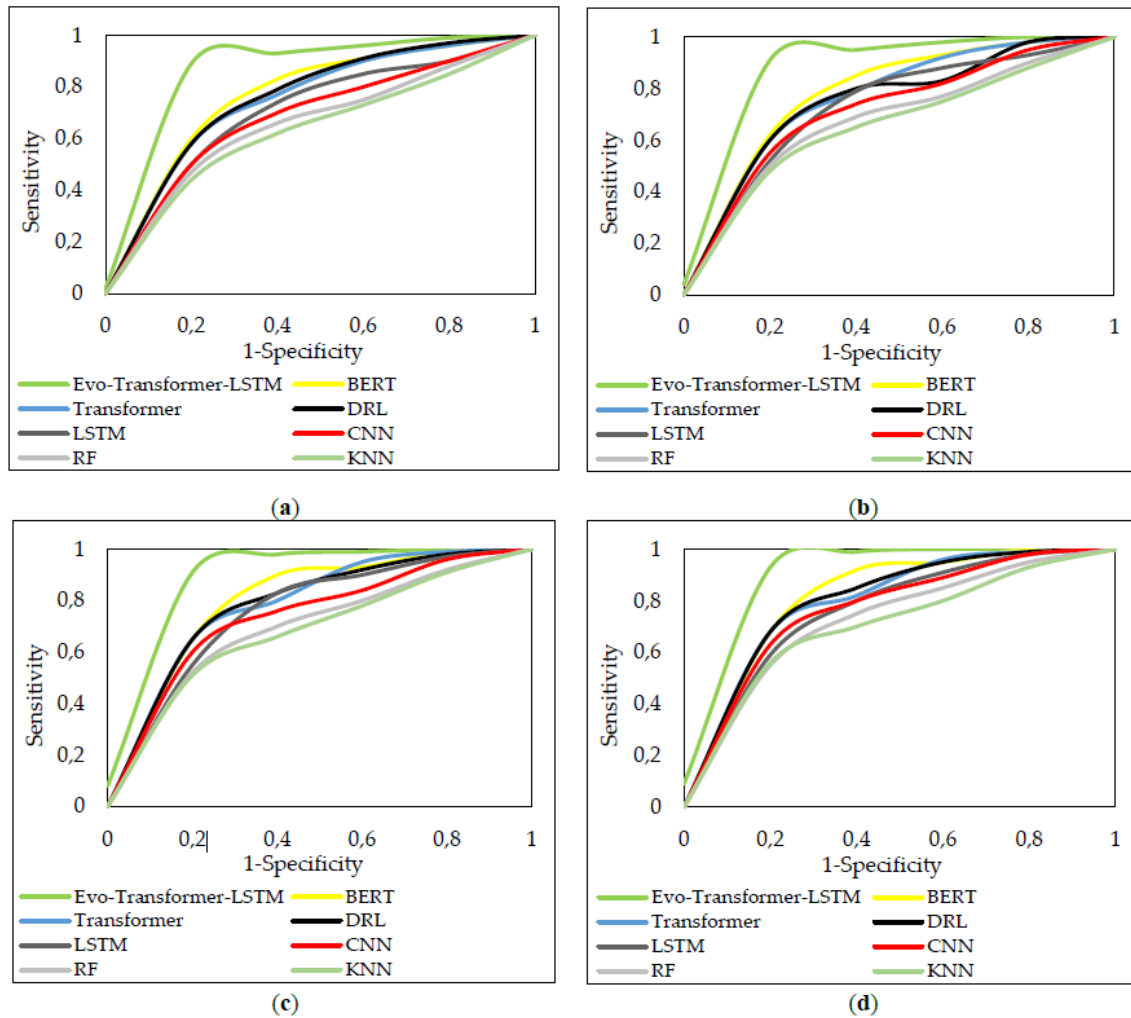 1
0,8
0,6
0,4
0,2
0
Sensitivity
0 0,2 0,4 0,6 0,8 1
1-Specificity
Evo-Transformer-LSTM BERT
Transformer DRL
LSTM CNN
RF KNN
(a)
1
0,8
0,6
0,4
0,2
0
Sensitivity
0 0,2 0,4 0,6 0,8 1
1-Specificity
Evo-Transformer-LSTM BERT
Transformer DRL
LSTM CNN
RF KNN
(b)
1
0,8
0,6
0,4
0,2
0
Sensitivity
0 0,2 0,4 0,6 0,8 1
1-Specificity
Evo-Transformer-LSTM BERT
Transformer DRL
LSTM CNN
RF KNN
(c)
1
0,8
0,6
0,4
0,2
0
Sensitivity
0 0,2 0,4 0,6 0,8 1
1-Specificity
Evo-Transformer-LSTM BERT
Transformer DRL
LSTM CNN
RF KNN
(d)